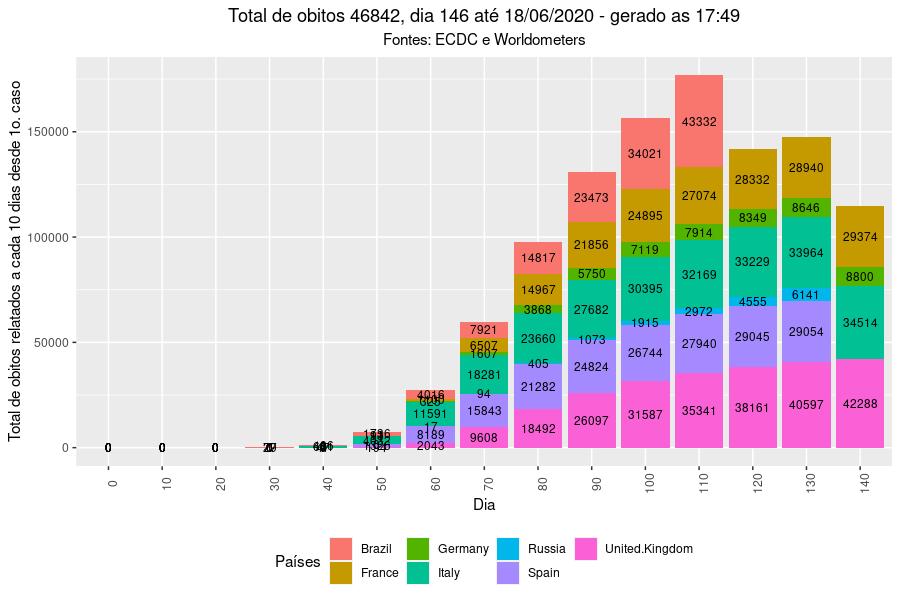 Total de obitos 46842, dia 146 até 18/06/2020 - gerado as 17:49
Fontes: ECDC e Worldometers
Total de obitos relatados a cada 10 dias desde 1o. caso
150000
100000
50000
0
0 0 0
4016 11591 17 8189 2043
7921 6507 1607 18281 94 15843 9608
14817 14967 3868 23660 405 21282 18492
23473 21856 5750 27682 1073 24824 26097
34021 24895 7119 30395 1915 26744 31587
43332 27074 7914 32169 2972 27940 35341
28332 8349 33229 4555 29045 38161
28940 8646 33964 6141 29054 40597
29374 8800 34514 42288
0 10 20 30 40 50 60 70 80 90 100 110 120 130 140
Dia
Países
Brazil Germany Russia United.Kingdom
France Italy Spain